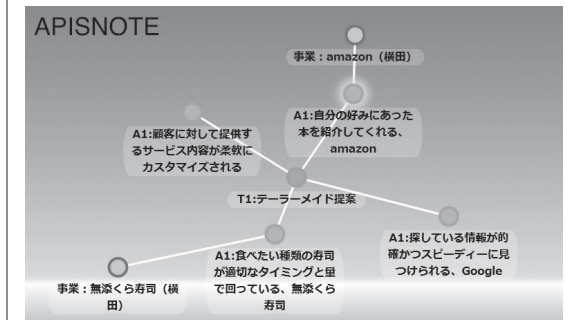 APISNOTE
事業：amazon（横田）
A1:自分の好みにあった
本を紹介してくれる、
amazon
A1:顧客に対して提供す
るサービス内容が柔軟に
カスタマイズされる
T1:テーラーメイド提案
A1:探している情報が的
確かつスピーディーに見
つけられる、Google
A1:食べたい種類の寿司
が適切なタイミングと量
で回っている、無添くら
寿司
事業：無添くら寿司（横
田）